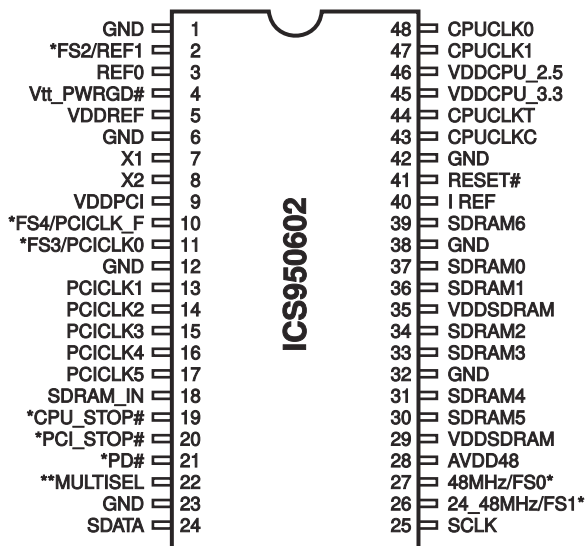 GND 1 48 CPUCLK0
*FS2/REF1 2 47 CPUCLK1
REF0 3 46 VDDCPU_2.5
Vtt_PWRGD# 4 45 VDDCPU_3.3
VDDREF 5 44 CPUCLKT
GND 6 43 CPUCLKC
X1 7 42 GND
X2 8 41 RESET#
VDDPCI 9 40 I REF
*FS4/PCICLK_F 10 39 SDRAM6
*FS3/PCICLK0 11 38 GND
GND 12 37 SDRAM0
PCICLK1 13 36 SDRAM1
PCICLK2 14 35 VDDSDRAM
PCICLK3 15 34 SDRAM2
PCICLK4 16 33 SDRAM3
PCICLK5 17 32 GND
SDRAM_IN 18 31 SDRAM4
*CPU_STOP# 19 30 SDRAM5
*PCI_STOP# 20 29 VDDSDRAM
*PD# 21 28 AVDD48
**MULTISEL 22 27 48MHz/FS0*
GND 23 26 24_48MHz/FS1*
SDATA 24 25 SCLK
ICS950602